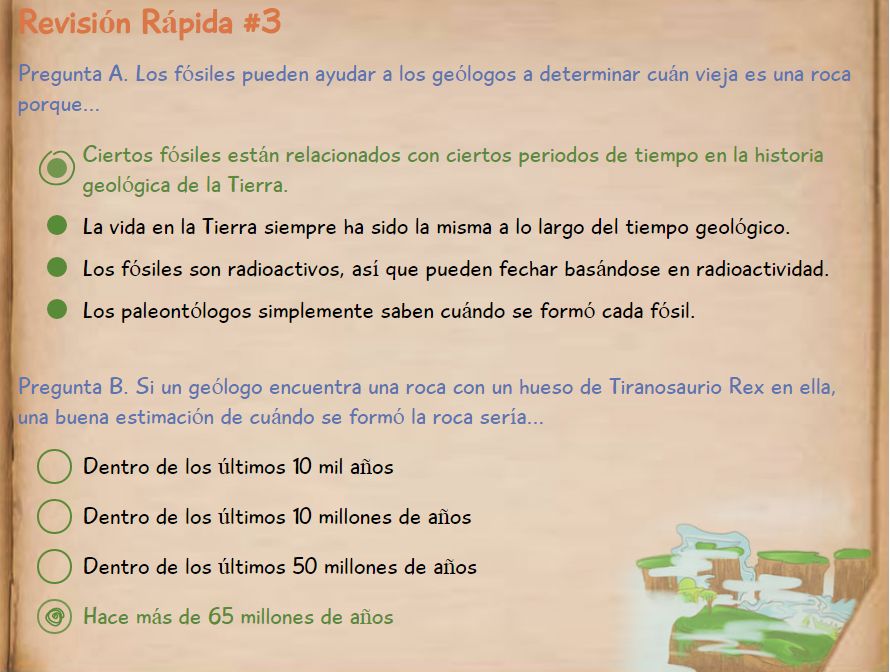 Revisión Rápida #3
Pregunta A. Los fósiles pueden ayudar a los geólogos a determinar cuán vieja es una roca
porque...
Ciertos fósiles están relacionados con ciertos periodos de tiempo en la historia
geológica de la Tierra.
La vida en la Tierra siempre ha sido la misma a lo largo del tiempo geológico.
Los fósiles son radioactivos, así que pueden fechar basándose en radioactividad.
Los paleontólogos simplemente saben cuándo se formó cada fósil.
Pregunta B. Si un geólogo encuentra una roca con un hueso de Tiranosaurio Rex en ella,
una buena estimación de cuándo se formó la roca sería...
Dentro de los últimos 10 mil años
Dentro de los últimos 10 millones de años
Dentro de los últimos 50 millones de años
Hace más de 65 millones de años